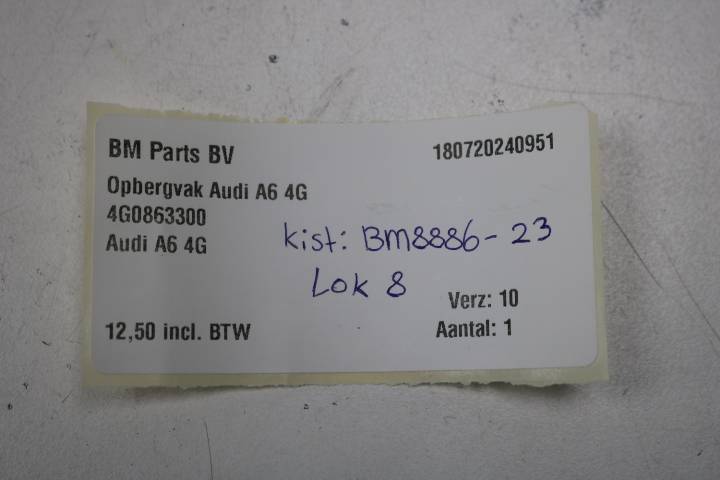 BM Parts BV
180720240951
Opbergvak Audi A6 4G
4G0863300
Audi A6 4G
kist: BM8886-23
Lok 8
Verz: 10
12,50 incl. BTW
Aantal: 1